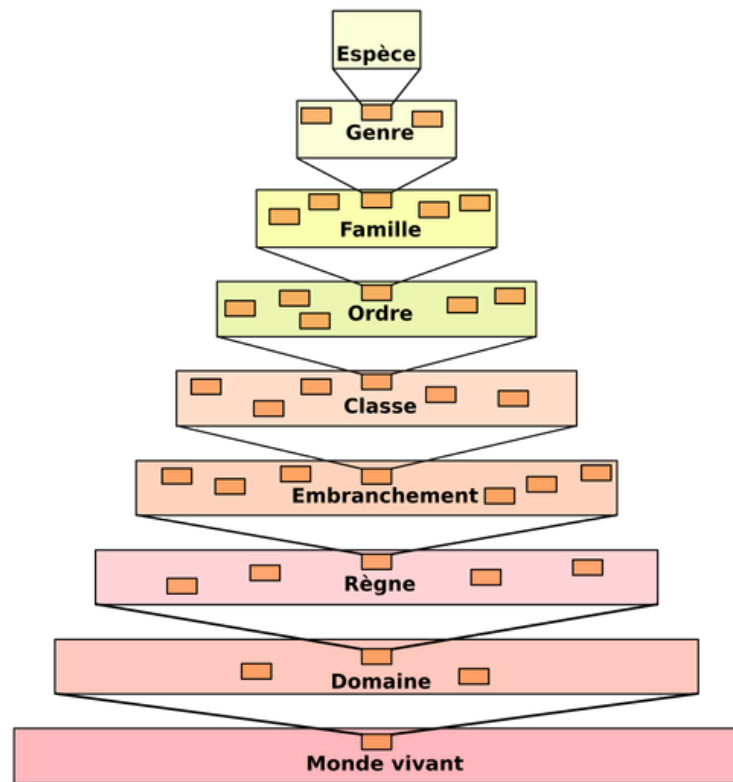 Espèce
Genre
Famille
Ordre
Classe
Embranchement
Règne
Domaine
Monde vivant